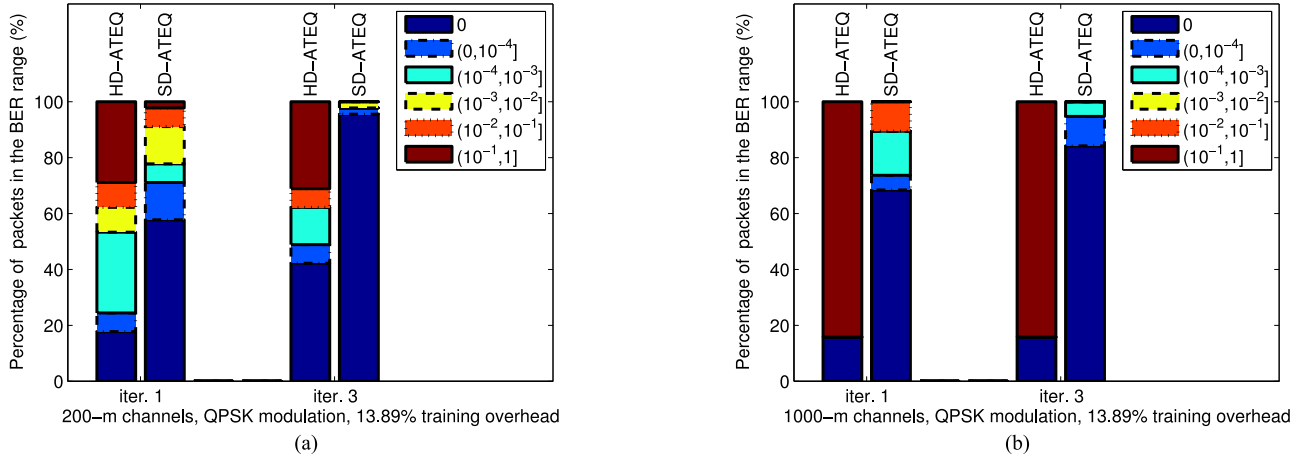 Percentage of packets in the BER range (%)
100
80
60
40
20
0
HD−ATEQ
SD−ATEQ
HD−ATEQ
SD−ATEQ
0
(0,10⁻⁴]
(10⁻⁴,10⁻³]
(10⁻³,10⁻²]
(10⁻²,10⁻¹]
(10⁻¹,1]
iter. 1
iter. 3
200−m channels, QPSK modulation, 13.89% training overhead
(a)
Percentage of packets in the BER range (%)
100
80
60
40
20
0
HD−ATEQ
SD−ATEQ
HD−ATEQ
SD−ATEQ
0
(0,10⁻⁴]
(10⁻⁴,10⁻³]
(10⁻³,10⁻²]
(10⁻²,10⁻¹]
(10⁻¹,1]
iter. 1
iter. 3
1000−m channels, QPSK modulation, 13.89% training overhead
(b)